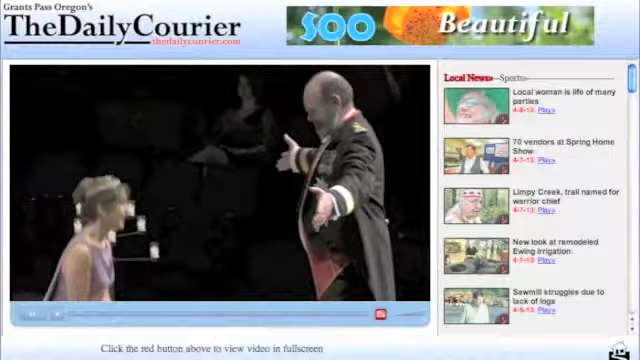 Grants Pass Oregon's
TheDailyCourier
thedailycourier.com
soo Beautiful
Local News» Sports»
Local woman is life of many
parties
4-8-13: Play»
70 vendors at Spring Home
Show
4-7-13: Play»
Limpy Creek, trail named for
warrior chief
4-7-13: Play»
New look at remodeled
Ewing Irrigation
4-7-13: Play»
Sawmill struggles due to
lack of logs
4-5-13: Play»
Click the red button above to view video in fullscreen